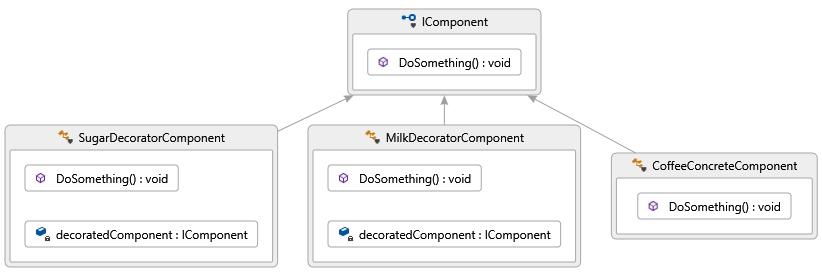 IComponent
DoSomething() : void
SugarDecoratorComponent
DoSomething() : void
decoratedComponent : IComponent
MilkDecoratorComponent
DoSomething() : void
decoratedComponent : IComponent
CoffeeConcreteComponent
DoSomething() : void